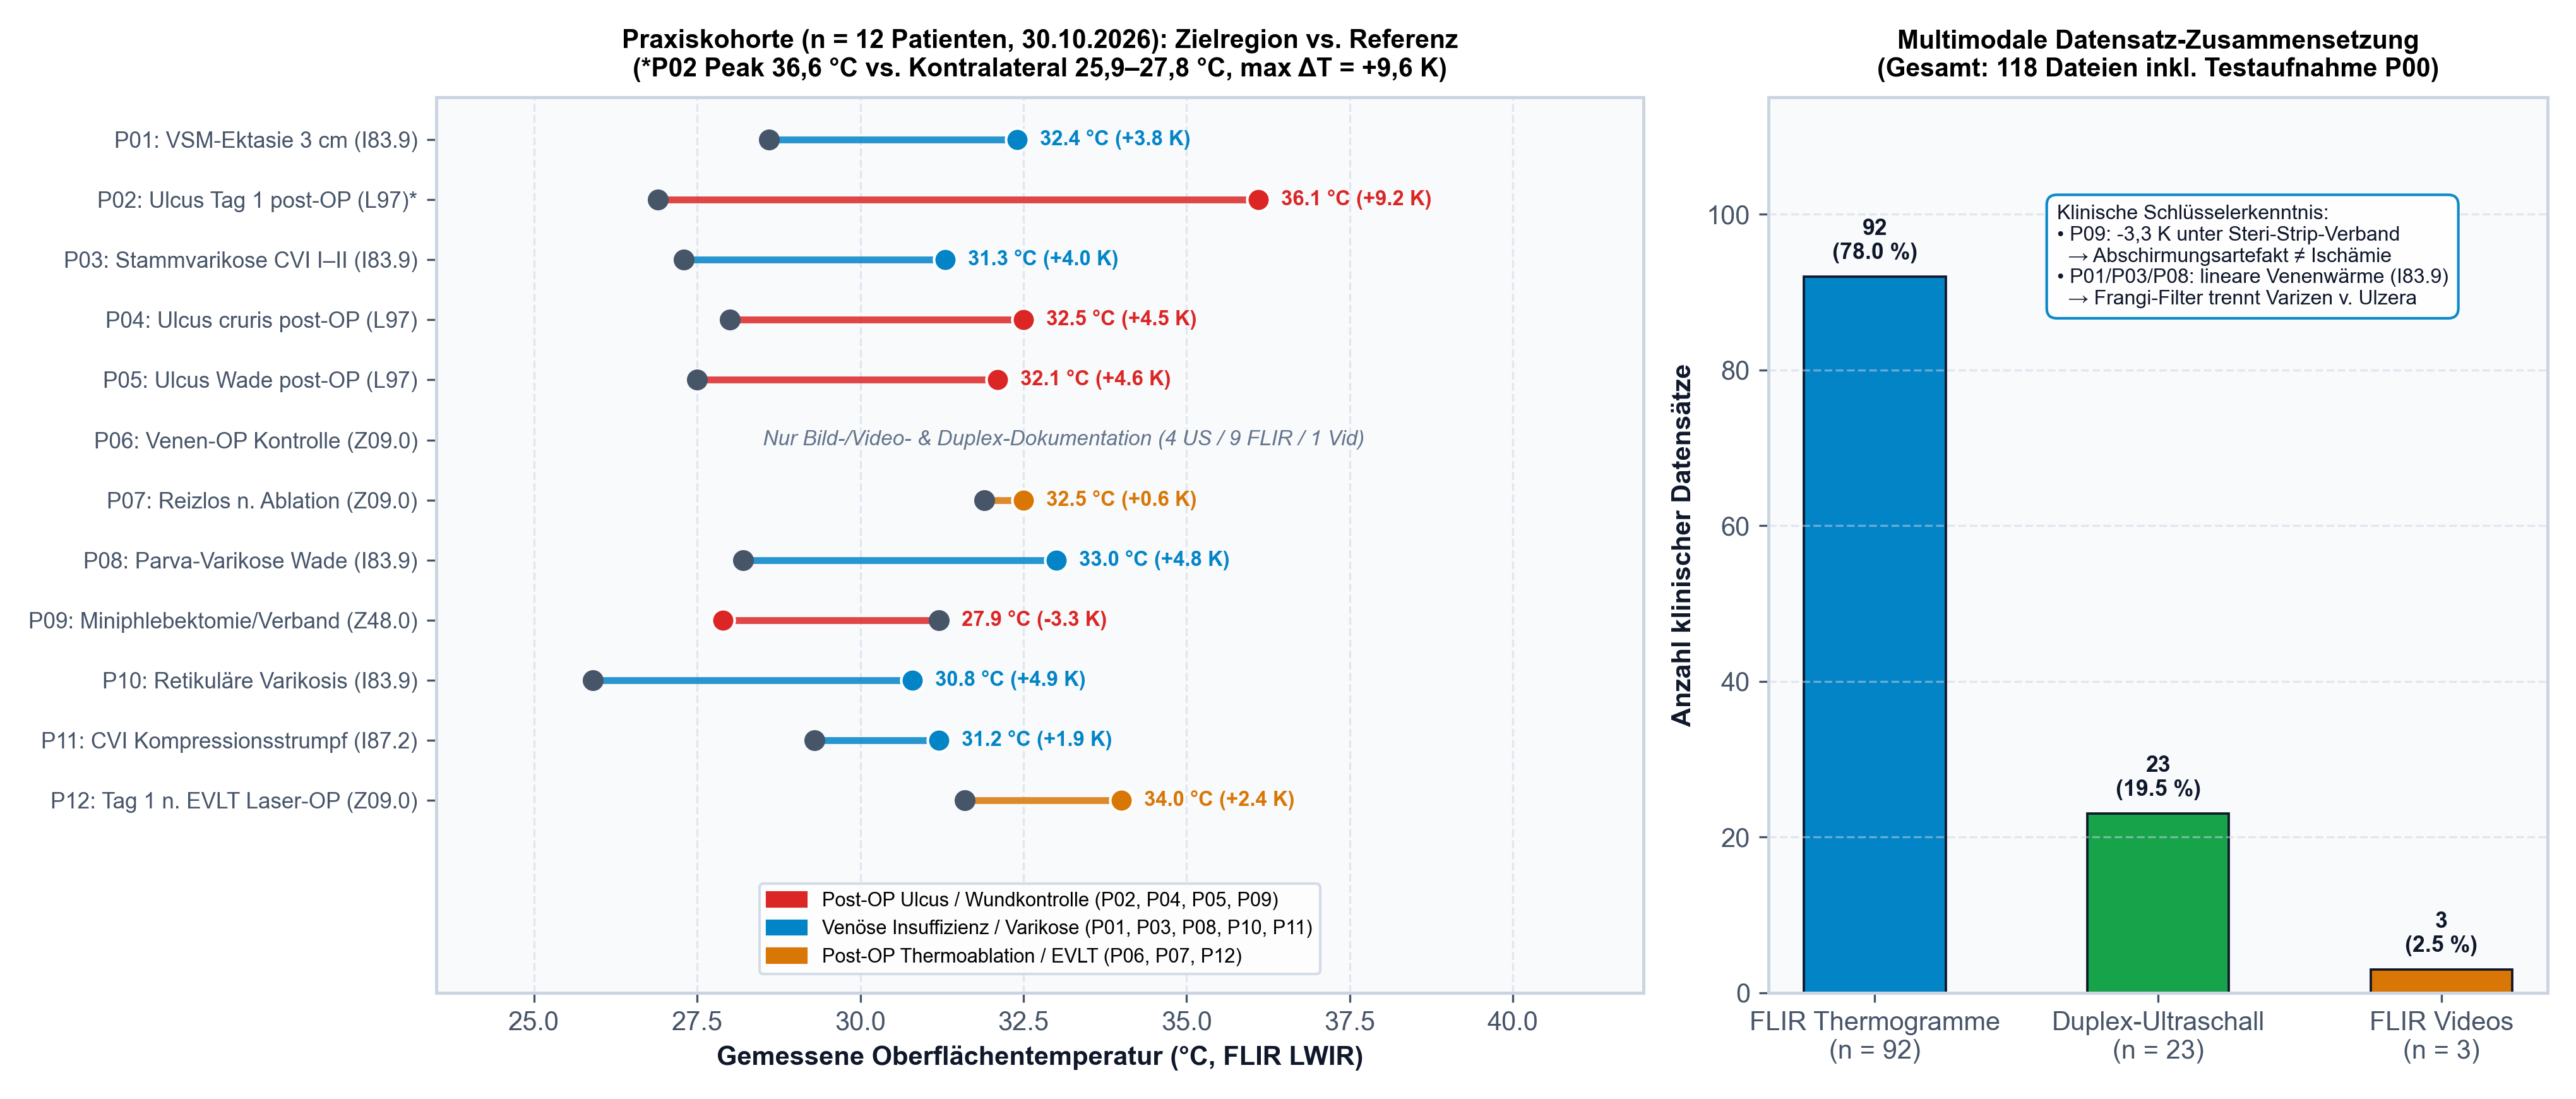 Praxiskohorte (n = 12 Patienten, 30.10.2026): Zielregion vs. Referenz
(*P02 Peak 36,6 °C vs. Kontralateral 25,9–27,8 °C, max ΔT = +9,6 K)
P01: VSM-Ektasie 3 cm (I83.9)
32.4 °C (+3.8 K)
P02: Ulcus Tag 1 post-OP (L97)*
36.1 °C (+9.2 K)
P03: Stammvarikose CVI I–II (I83.9)
31.3 °C (+4.0 K)
P04: Ulcus cruris post-OP (L97)
32.5 °C (+4.5 K)
P05: Ulcus Wade post-OP (L97)
32.1 °C (+4.6 K)
P06: Venen-OP Kontrolle (Z09.0)
Nur Bild-/Video- & Duplex-Dokumentation (4 US / 9 FLIR / 1 Vid)
P07: Reizlos n. Ablation (Z09.0)
32.5 °C (+0.6 K)
P08: Parva-Varikose Wade (I83.9)
33.0 °C (+4.8 K)
P09: Miniphlebektomie/Verband (Z48.0)
27.9 °C (-3.3 K)
P10: Retikuläre Varikosis (I83.9)
30.8 °C (+4.9 K)
P11: CVI Kompressionsstrumpf (I87.2)
31.2 °C (+1.9 K)
P12: Tag 1 n. EVLT Laser-OP (Z09.0)
34.0 °C (+2.4 K)
Post-OP Ulcus / Wundkontrolle (P02, P04, P05, P09)
Venöse Insuffizienz / Varikose (P01, P03, P08, P10, P11)
Post-OP Thermoablation / EVLT (P06, P07, P12)
25.0 27.5 30.0 32.5 35.0 37.5 40.0
Gemessene Oberflächentemperatur (°C, FLIR LWIR)
Multimodale Datensatz-Zusammensetzung
(Gesamt: 118 Dateien inkl. Testaufnahme P00)
Anzahl klinischer Datensätze
100
80
60
40
20
0
Klinische Schlüsselerkenntnis:
• P09: -3,3 K unter Steri-Strip-Verband
→ Abschirmungsartefakt ≠ Ischämie
• P01/P03/P08: lineare Venenwärme (I83.9)
→ Frangi-Filter trennt Varizen v. Ulzera
92
(78.0 %)
23
(19.5 %)
3
(2.5 %)
FLIR Thermogramme
(n = 92)
Duplex-Ultraschall
(n = 23)
FLIR Videos
(n = 3)